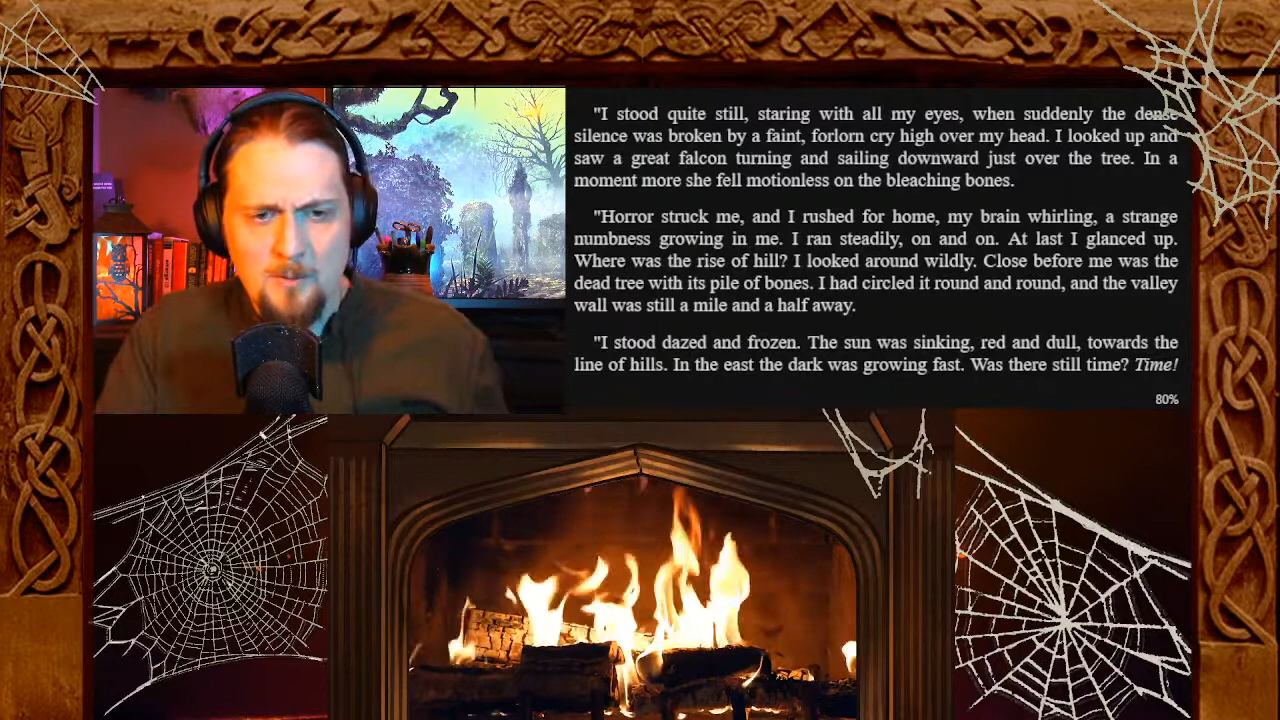 "I stood quite still, staring with all my eyes, when suddenly the dense
silence was broken by a faint, forlorn cry high over my head. I looked up and
saw a great falcon turning and sailing downward just over the tree. In a
moment more she fell motionless on the bleaching bones.
"Horror struck me, and I rushed for home, my brain whirling, a strange
numbness growing in me. I ran steadily, on and on. At last I glanced up.
Where was the rise of hill? I looked around wildly. Close before me was the
dead tree with its pile of bones. I had circled it round and round, and the valley
wall was still a mile and a half away.
"I stood dazed and frozen. The sun was sinking, red and dull, towards the
line of hills. In the east the dark was growing fast. Was there still time? Time!
80%